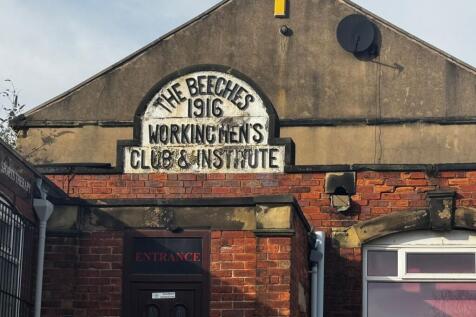 THE BEECHES
1916
WORKING MEN'S
CLUB & INSTITUTE
ENTRANCE